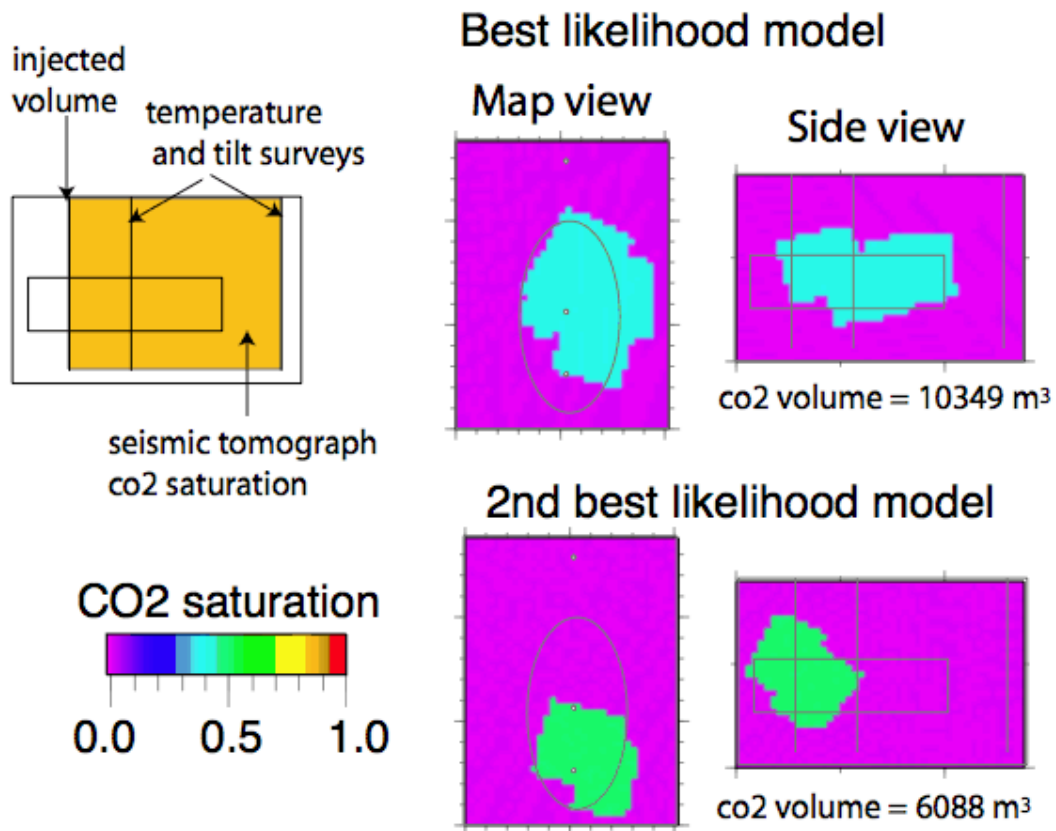 Best likelihood model
injected
volume
temperature
and tilt surveys
Map view
Side view
seismic tomograph
co2 saturation
co2 volume = 10349 m³
2nd best likelihood model
CO2 saturation
0.0 0.5 1.0
co2 volume = 6088 m³